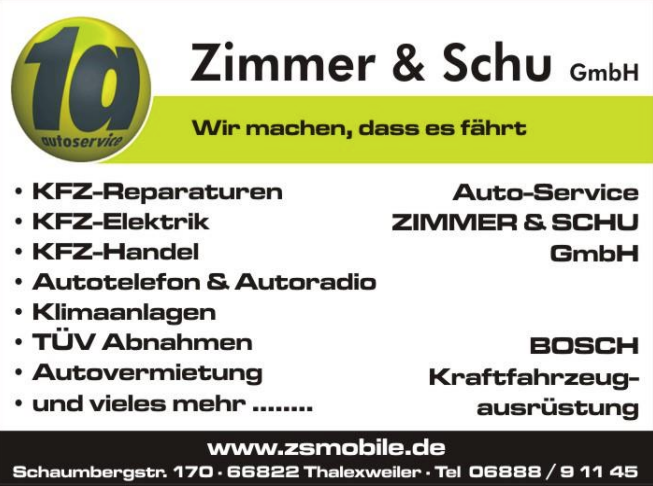 1a
autoservice
Zimmer & Schu GmbH
Wir machen, dass es fährt
• KFZ-Reparaturen
• KFZ-Elektrik
• KFZ-Handel
• Autotelefon & Autoradio
• Klimaanlagen
• TÜV Abnahmen
• Autovermietung
• und vieles mehr ........
Auto-Service
ZIMMER & SCHU
GmbH
BOSCH
Kraftfahrzeug-
ausrüstung
www.zsmobile.de
Schaumbergstr. 170 · 66822 Thalexweiler · Tel 06888 / 9 11 45